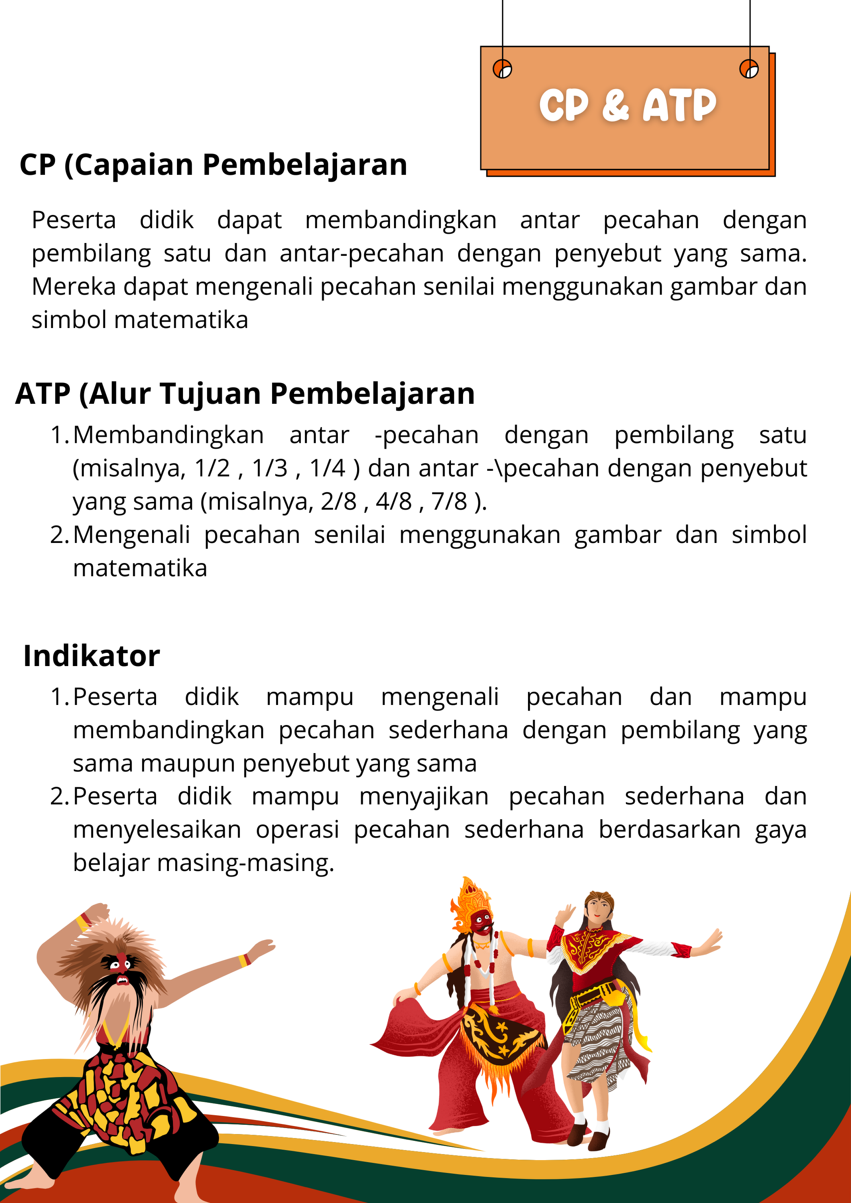 CP & ATP
CP (Capaian Pembelajaran
Peserta didik dapat membandingkan antar pecahan dengan
pembilang satu dan antar-pecahan dengan penyebut yang sama.
Mereka dapat mengenali pecahan senilai menggunakan gambar dan
simbol matematika
ATP (Alur Tujuan Pembelajaran
1. Membandingkan antar -pecahan dengan pembilang satu
(misalnya, 1/2 , 1/3 , 1/4 ) dan antar -\pecahan dengan penyebut
yang sama (misalnya, 2/8 , 4/8 , 7/8 ).
2. Mengenali pecahan senilai menggunakan gambar dan simbol
matematika
Indikator
1. Peserta didik mampu mengenali pecahan dan mampu
membandingkan pecahan sederhana dengan pembilang yang
sama maupun penyebut yang sama
2. Peserta didik mampu menyajikan pecahan sederhana dan
menyelesaikan operasi pecahan sederhana berdasarkan gaya
belajar masing-masing.